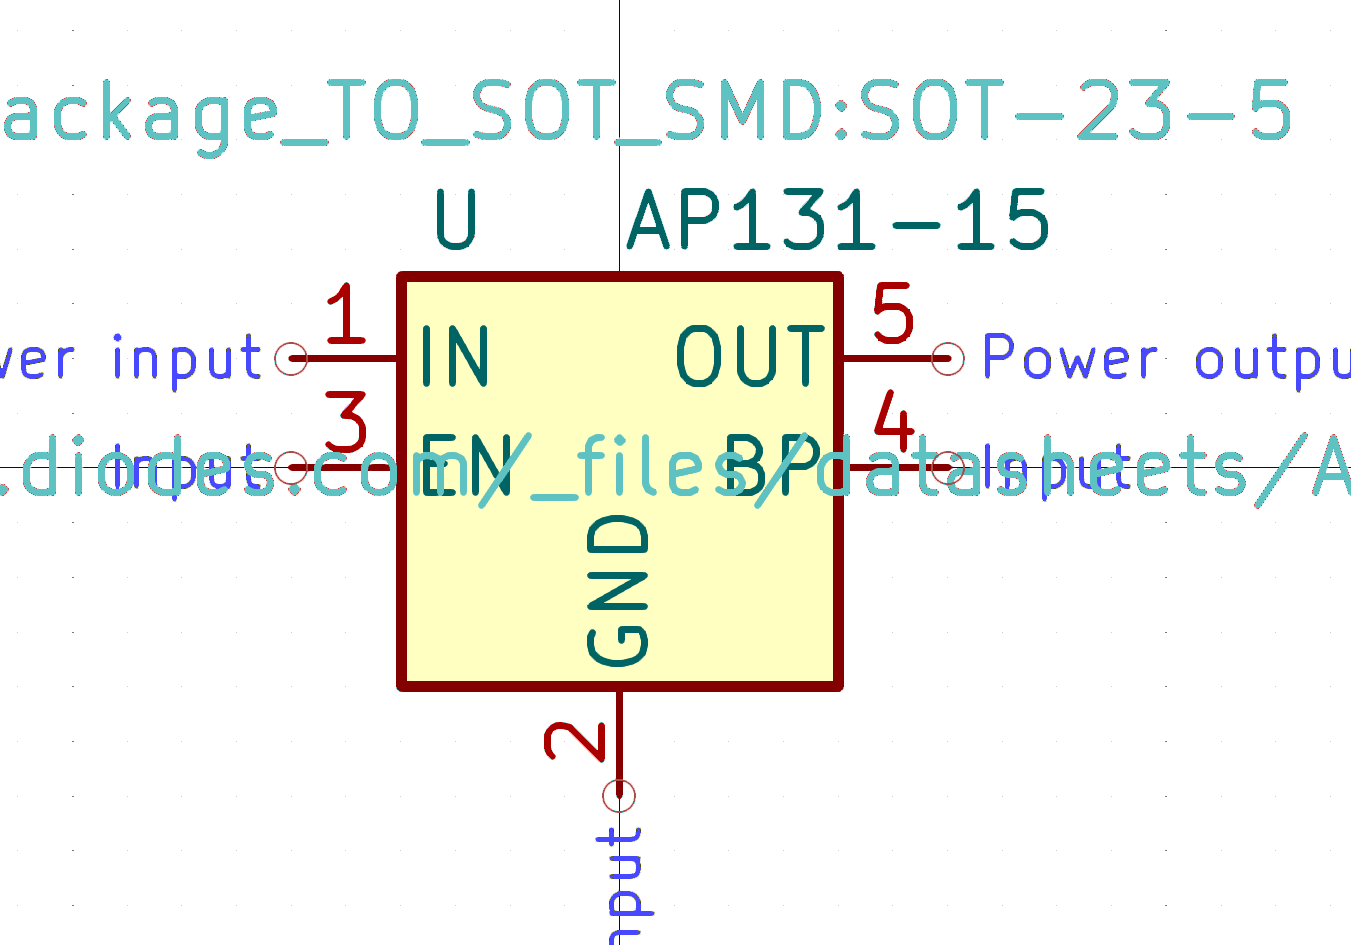 ackage_TO_SOT_SMD:SOT-23-5
U AP131-15
1 5
wer input IN OUT Power outpu
3 4
Input EN BP Input
.diodes.com/_files/datasheets/A
GND
2
nput